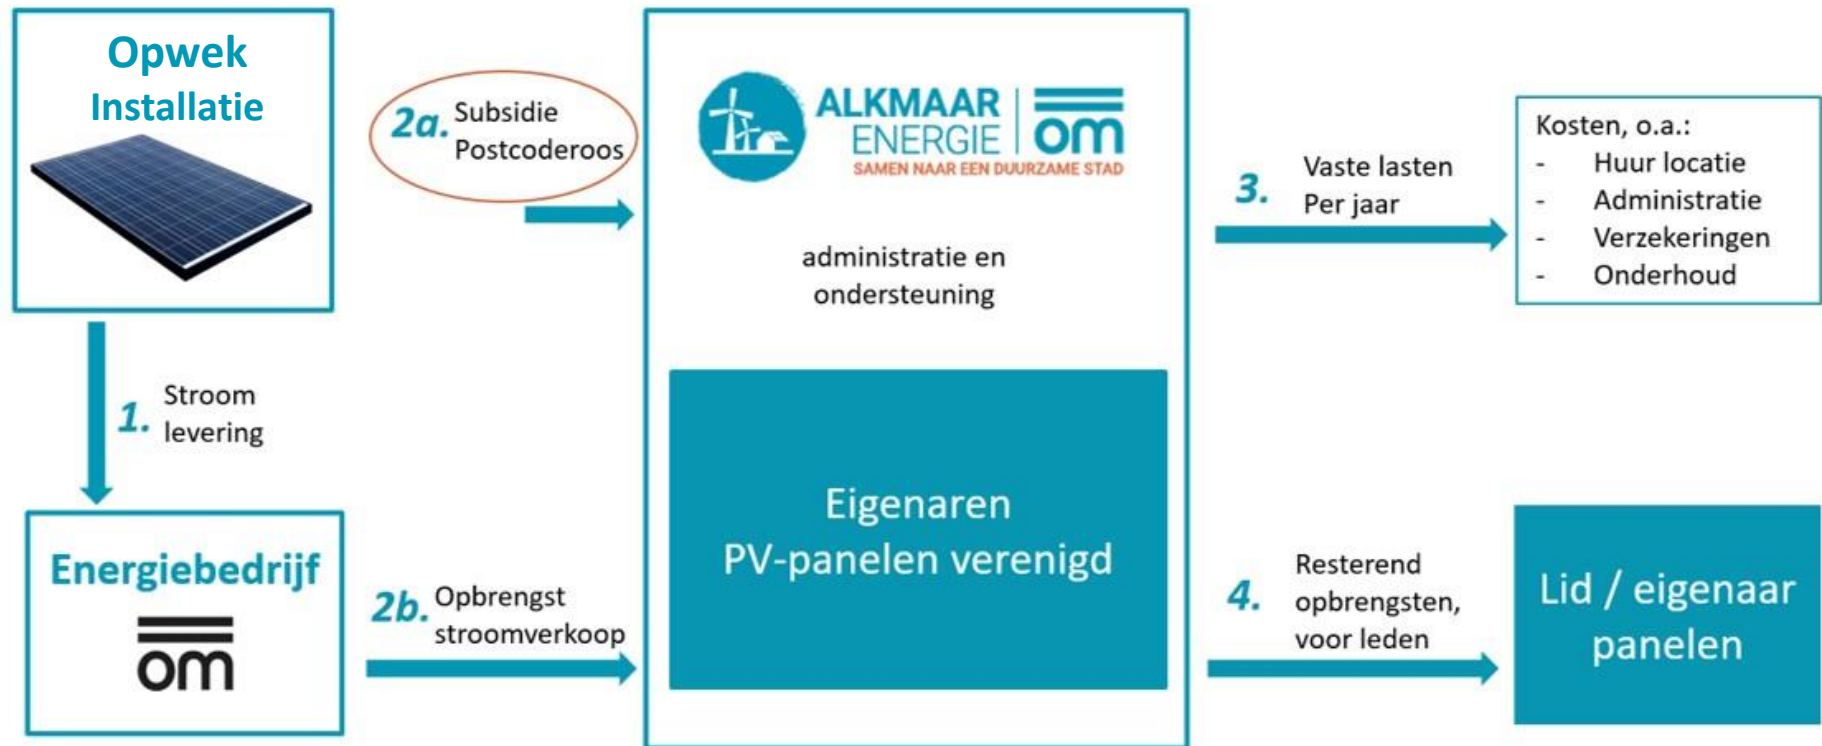 Opwek
Installatie
1. Stroom
levering
Energiebedrijf
om
2a. Subsidie
Postcoderoos
2b. Opbrengst
stroomverkoop
ALKMAAR
ENERGIE
om
SAMEN NAAR EEN DUURZAME STAD
administratie en
ondersteuning
Eigenaren
PV-panelen verenigd
3. Vaste lasten
Per jaar
Kosten, o.a.:
- Huur locatie
- Administratie
- Verzekeringen
- Onderhoud
4. Resterend
opbrengsten,
voor leden
Lid / eigenaar
panelen